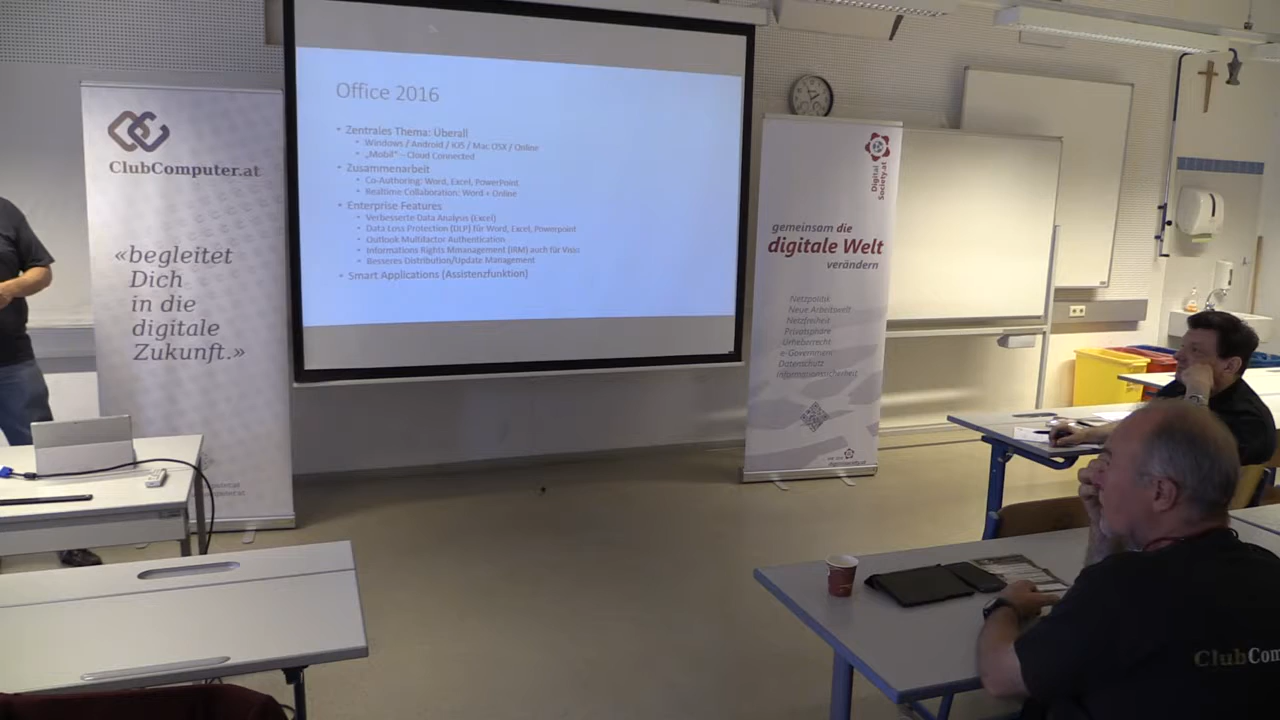 ClubComputer.at
«begleitet
Dich
in die
digitale
Zukunft.»
Office 2016
• Zentrales Thema: Überall
• Windows / Android / iOS / Mac OSX / Online
• „Mobil“ – Cloud Connected
• Zusammenarbeit
• Co-Authoring: Word, Excel, PowerPoint
• Realtime Collaboration: Word + Online
• Enterprise Features
• Verbesserte Data Analysis (Excel)
• Data Loss Protection (DLP) für Word, Excel, Powerpoint
• Outlook Multifactor Authentication
• Informations Rights Mmanagement (IRM) auch für Visio
• Besseres Distribution/Update Management
• Smart Applications (Assistenzfunktion)
Digital
Society.at
gemeinsam die
digitale Welt
verändern
Netzpolitik
Neue Arbeitswelt
Netzfreiheit
Privatsphäre
Urheberrecht
e-Government
Datenschutz
Informationssicherheit
ClubCom